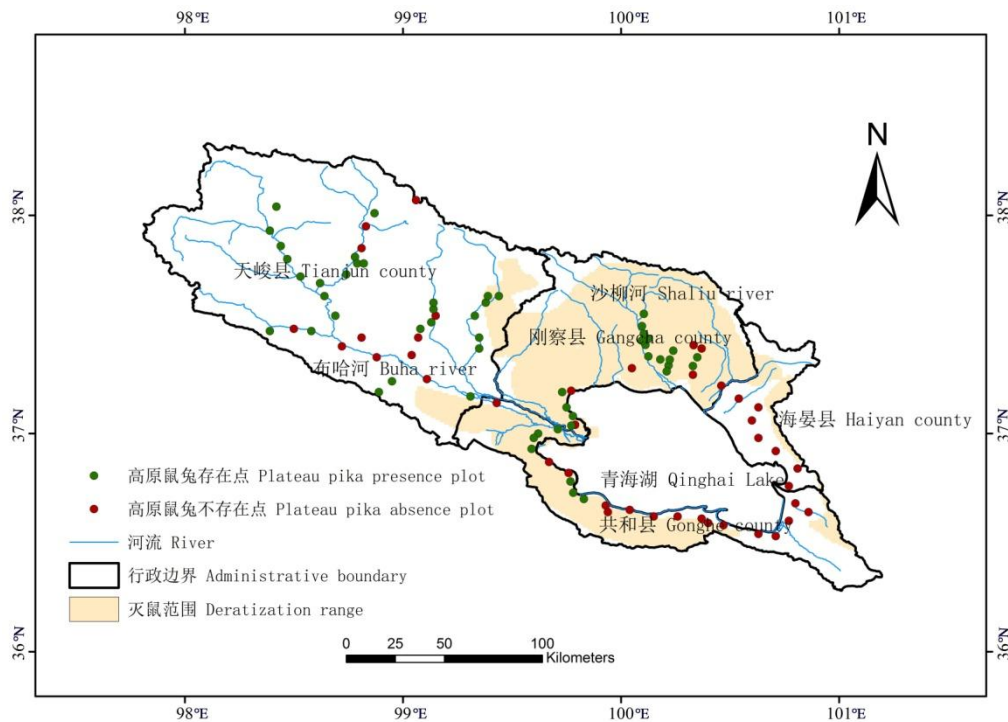 98°E 99°E 100°E 101°E
N
38°N 38°N
天峻县 Tianjun county
沙柳河 Shaliu river
刚察县 Gangcha county
布哈河 Buha river
37°N 37°N
海晏县 Haiyan county
高原鼠兔存在点 Plateau pika presence plot
青海湖 Qinghai Lake
高原鼠兔不存在点 Plateau pika absence plot
共和县 Gonghe county
河流 River
行政边界 Administrative boundary
灭鼠范围 Deratization range
36°N 36°N
0 25 50 100
Kilometers
98°E 99°E 100°E 101°E